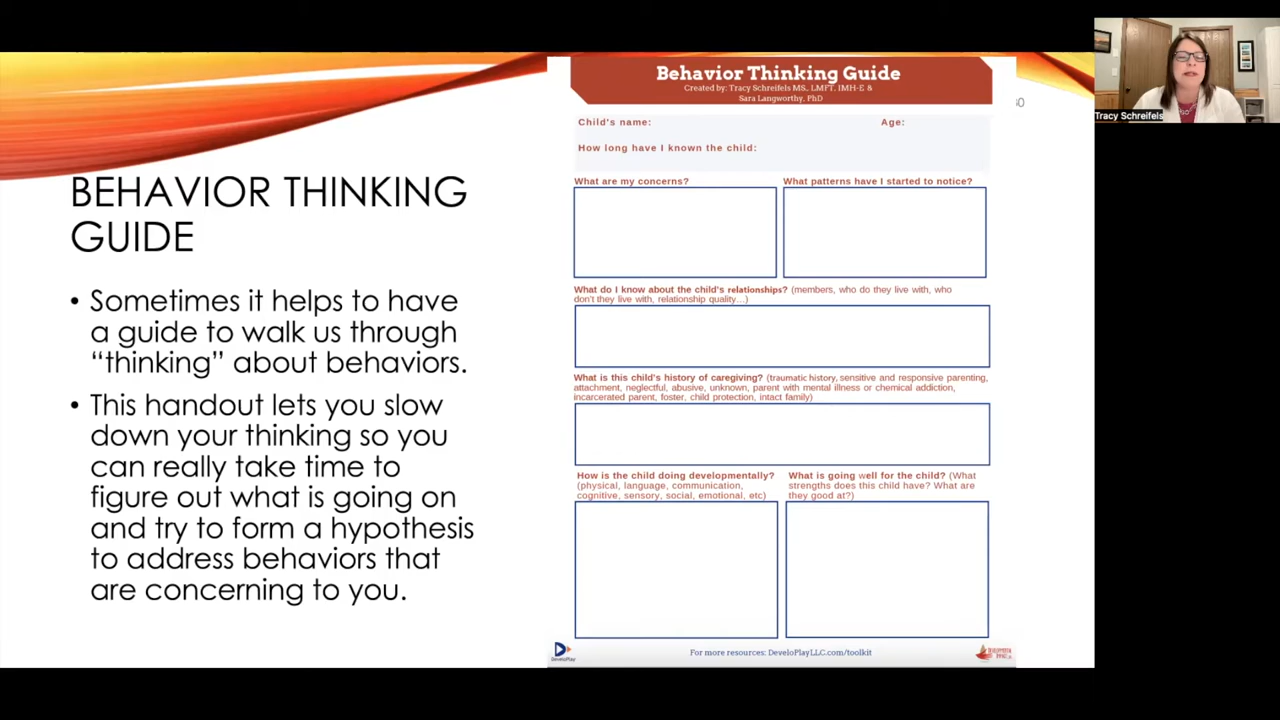 BEHAVIOR THINKING
GUIDE
• Sometimes it helps to have
a guide to walk us through
“thinking” about behaviors.
• This handout lets you slow
down your thinking so you
can really take time to
figure out what is going on
and try to form a hypothesis
to address behaviors that
are concerning to you.
Behavior Thinking Guide
Created by: Tracy Schreifels MS, LMFT, IMH-E &
Sara Langworthy, PhD
Child's name: Age:
How long have I known the child:
What are my concerns? What patterns have I started to notice?
What do I know about the child's relationships? (members, who do they live with, who
don't they live with, relationship quality...)
What is this child's history of caregiving? (traumatic history, sensitive and responsive parenting,
attachment, neglectful, abusive, unknown, parent with mental illness or chemical addiction,
incarcerated parent, foster, child protection, intact family)
How is the child doing developmentally?
(physical, language, communication,
cognitive, sensory, social, emotional, etc)
What is going well for the child? (What
strengths does this child have? What are
they good at?)
DeveloPlay
For more resources: DeveloPlayLLC.com/toolkit
Tracy Schreifels